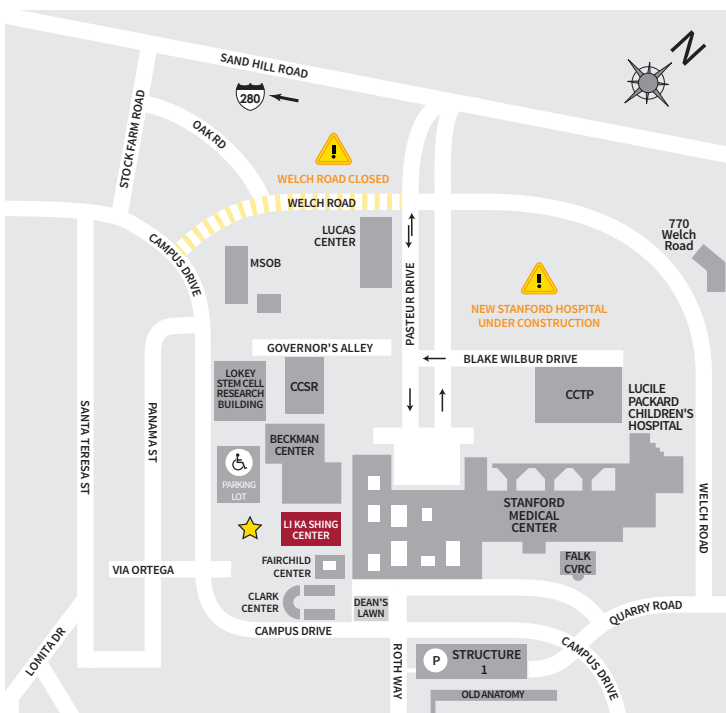 SAND HILL ROAD
N
280
STOCK FARM ROAD
OAK RD
WELCH ROAD CLOSED
WELCH ROAD
LUCAS
CENTER
770
Welch
Road
CAMPUS DRIVE
MSOB
PASTEUR DRIVE
NEW STANFORD HOSPITAL
UNDER CONSTRUCTION
GOVERNOR'S ALLEY
BLAKE WILBUR DRIVE
LOKEY
STEM CELL
RESEARCH
BUILDING
CCSR
CCTP
LUCILE
PACKARD
CHILDREN'S
HOSPITAL
SANTA TERESA ST
PANAMA ST
BECKMAN
CENTER
PARKING
LOT
STANFORD
MEDICAL
CENTER
WELCH ROAD
LI KA SHING
CENTER
FAIRCHILD
CENTER
FALK
CVRC
VIA ORTEGA
CLARK
CENTER
DEAN'S
LAWN
QUARRY ROAD
CAMPUS DRIVE
LOMITA DR
ROTH WAY
P
STRUCTURE
1
CAMPUS DRIVE
OLD ANATOMY